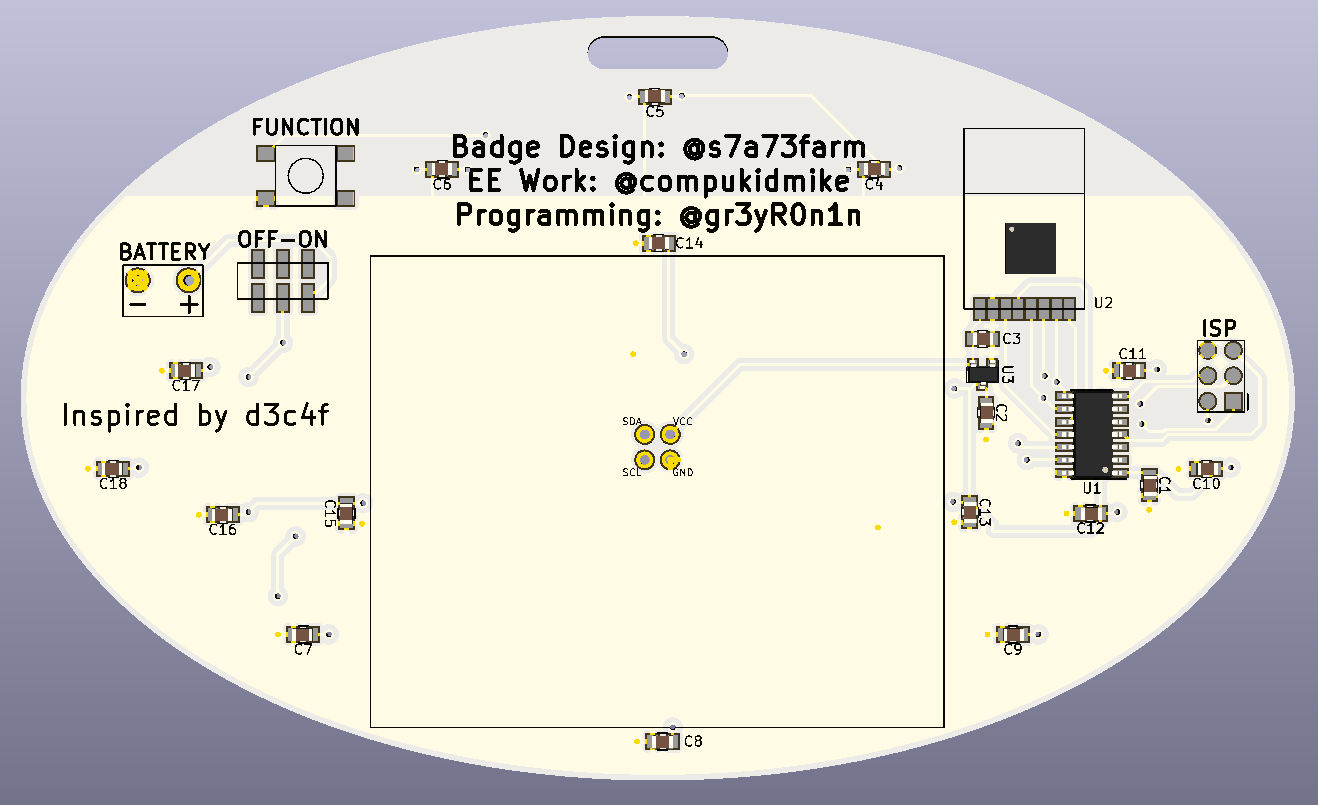 C5
FUNCTION
Badge Design: @s7a73farm
C6
EE Work: @compukidmike
C4
Programming: @gr3yR0n1n
OFF-ON
BATTERY
C14
- +
U2
ISP
C3
C11
U3
C17
C2
Inspired by d3c4f
SDA VCC
SCL GND
C18
U1
C1
C10
C16
C15
C13
C12
C7
C9
C8